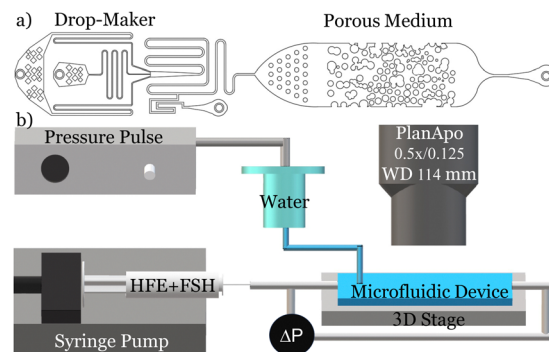 a) Drop-Maker Porous Medium
b)
Pressure Pulse
PlanApo
0.5x/0.125
WD 114 mm
Water
HFE+FSH
Microfluidic Device
3D Stage
ΔP
Syringe Pump